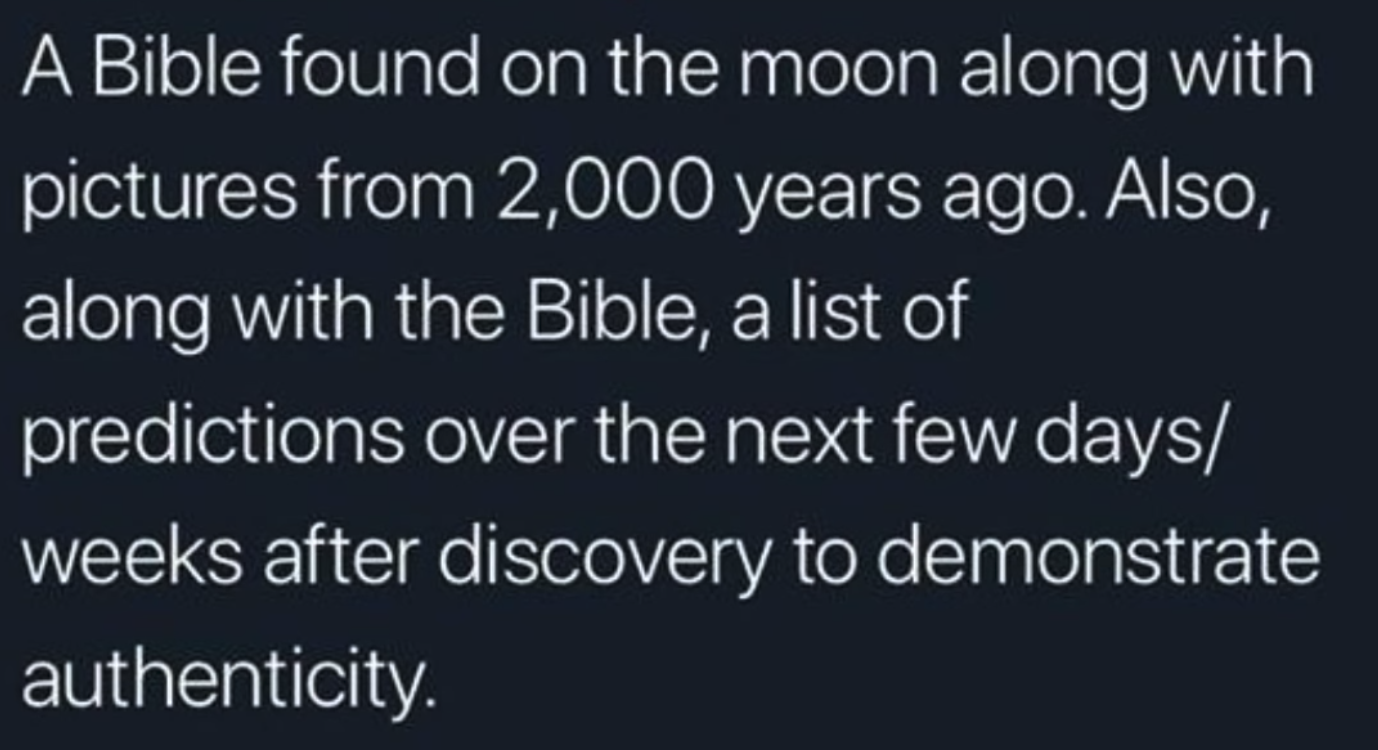 A Bible found on the moon along with
pictures from 2,000 years ago. Also,
along with the Bible, a list of
predictions over the next few days/
weeks after discovery to demonstrate
authenticity.